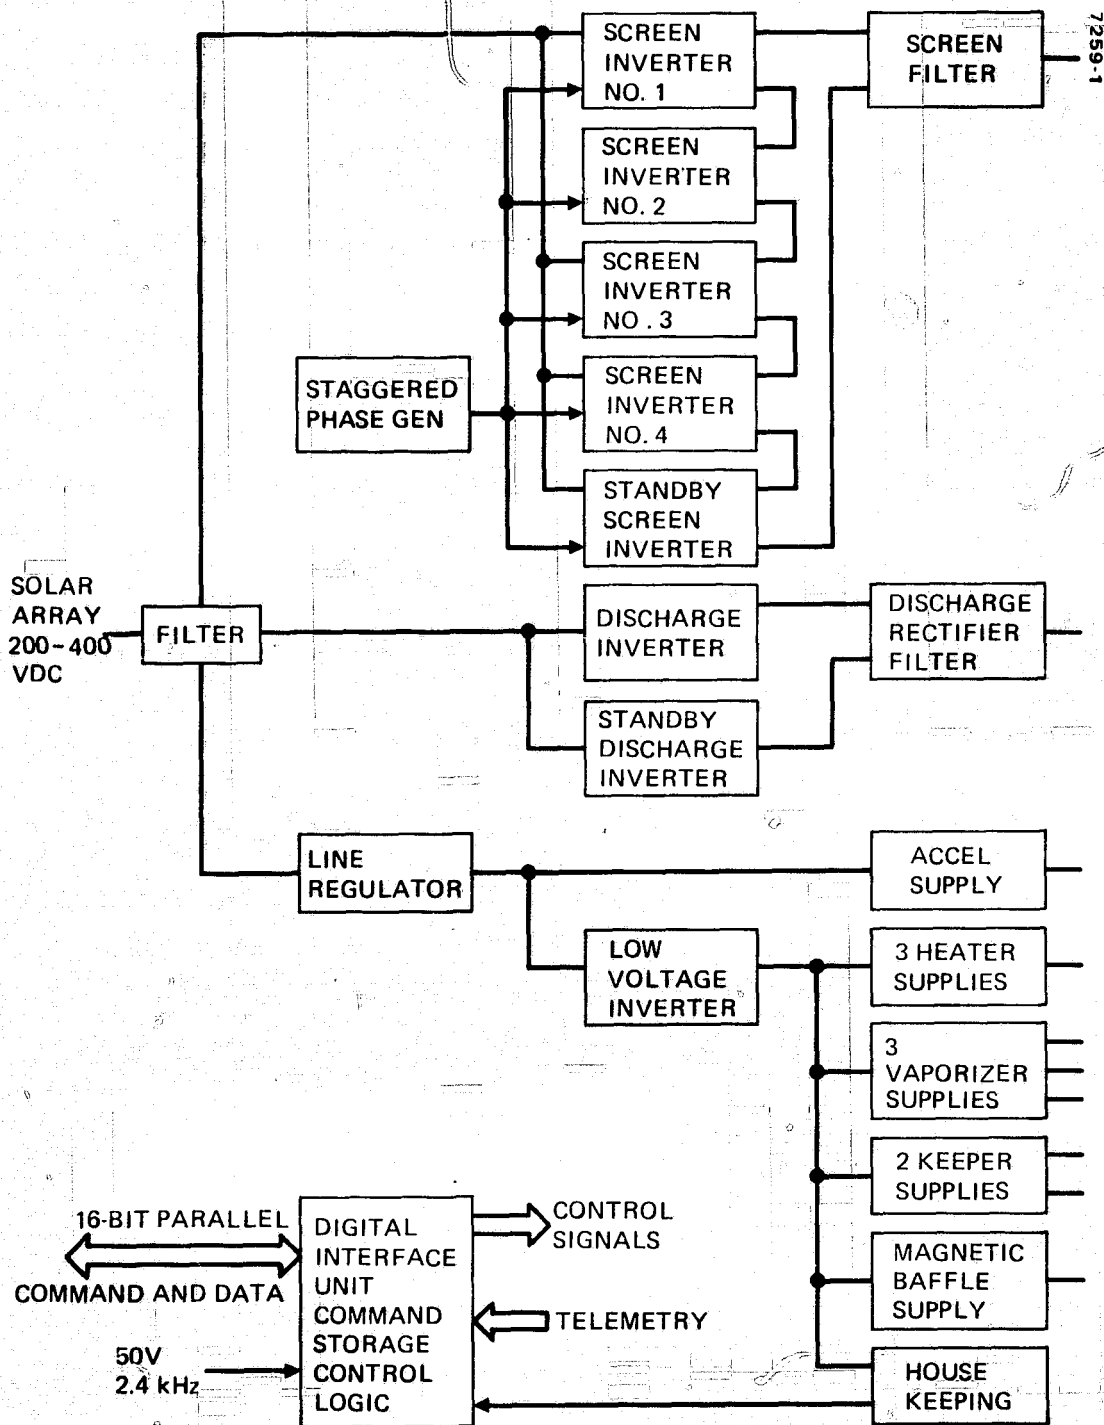 7259-1
SCREEN
INVERTER
NO. 1
SCREEN
FILTER
SCREEN
INVERTER
NO. 2
SCREEN
INVERTER
NO. 3
STAGGERED
PHASE GEN
SCREEN
INVERTER
NO. 4
STANDBY
SCREEN
INVERTER
SOLAR
ARRAY
200-400
VDC
FILTER
DISCHARGE
INVERTER
DISCHARGE
RECTIFIER
FILTER
STANDBY
DISCHARGE
INVERTER
LINE
REGULATOR
ACCEL
SUPPLY
LOW
VOLTAGE
INVERTER
3 HEATER
SUPPLIES
3
VAPORIZER
SUPPLIES
2 KEEPER
SUPPLIES
MAGNETIC
BAFFLE
SUPPLY
HOUSE
KEEPING
16-BIT PARALLEL
COMMAND AND DATA
50V
2.4 kHz
DIGITAL
INTERFACE
UNIT
COMMAND
STORAGE
CONTROL
LOGIC
CONTROL
SIGNALS
TELEMETRY